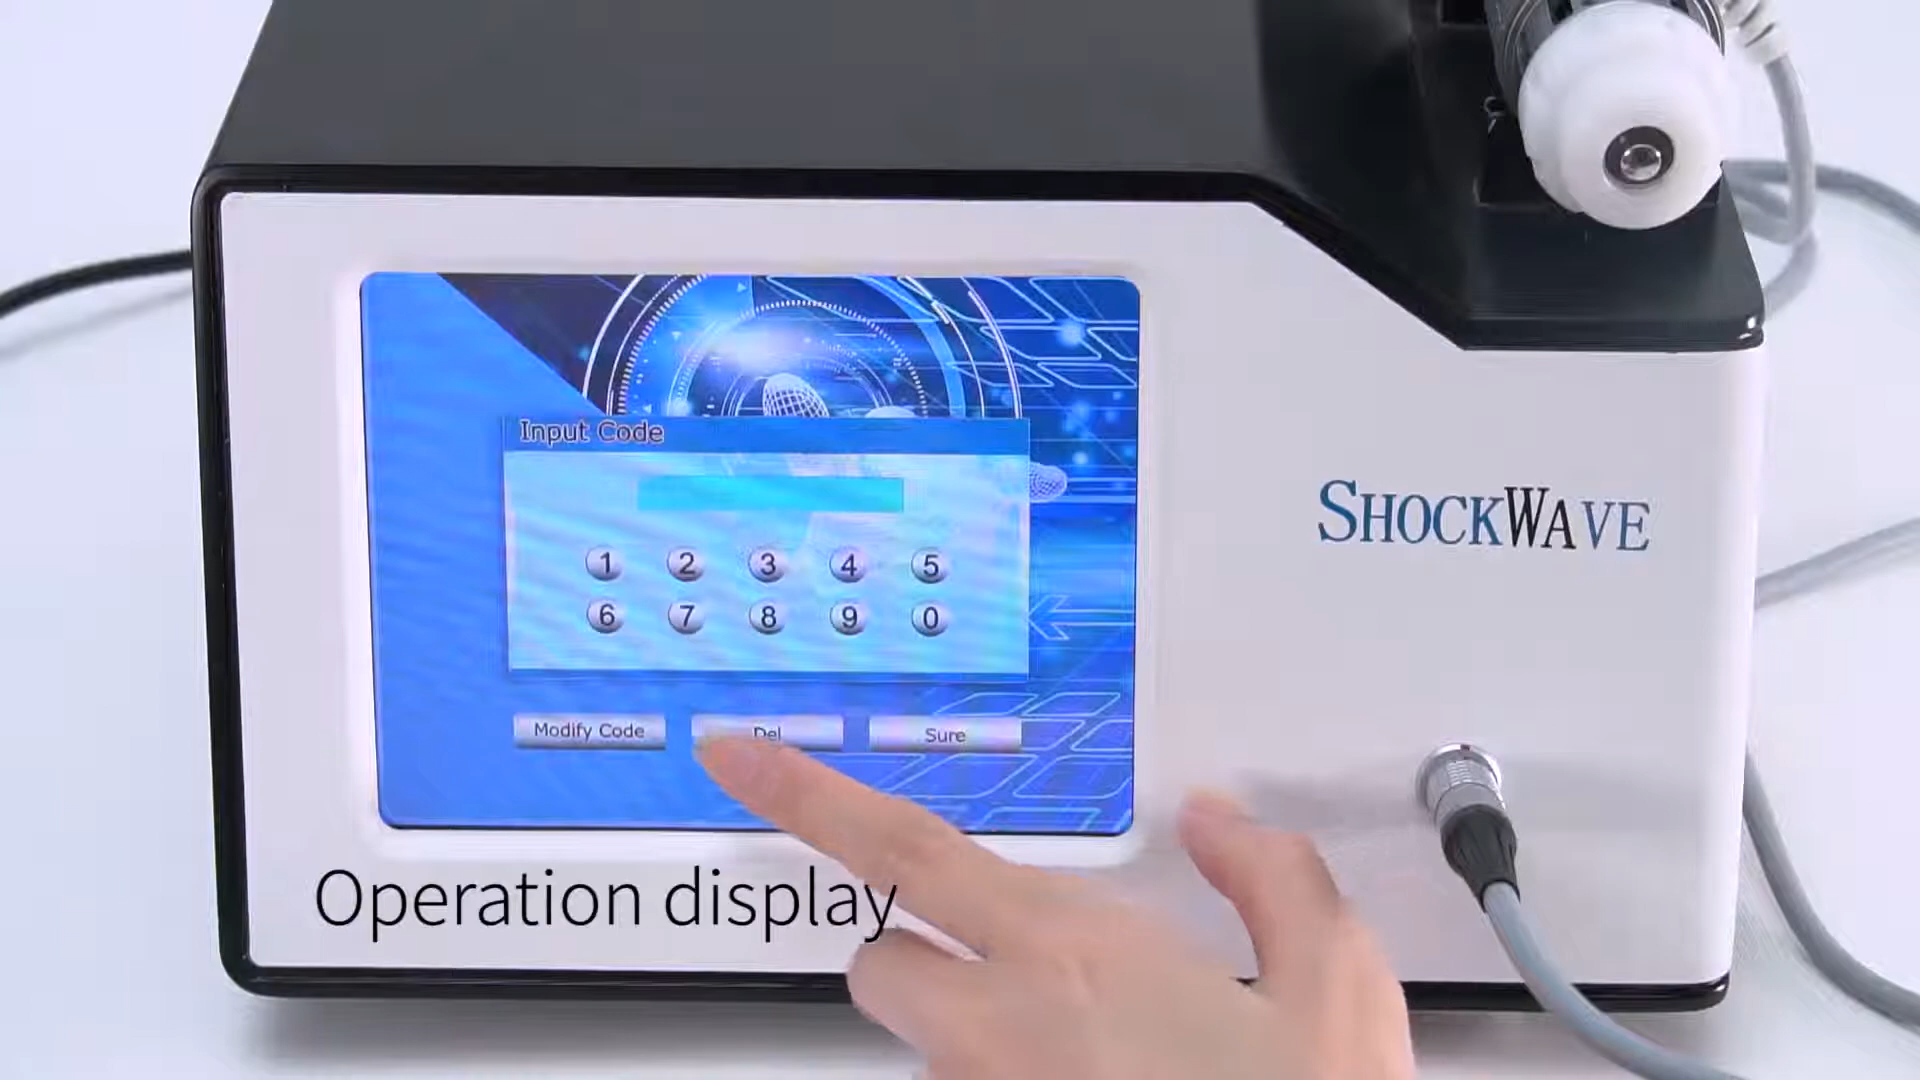 Input Code
1 2 3 4 5
6 7 8 9 0
Modify Code Del Sure
SHOCKWAVE
Operation display